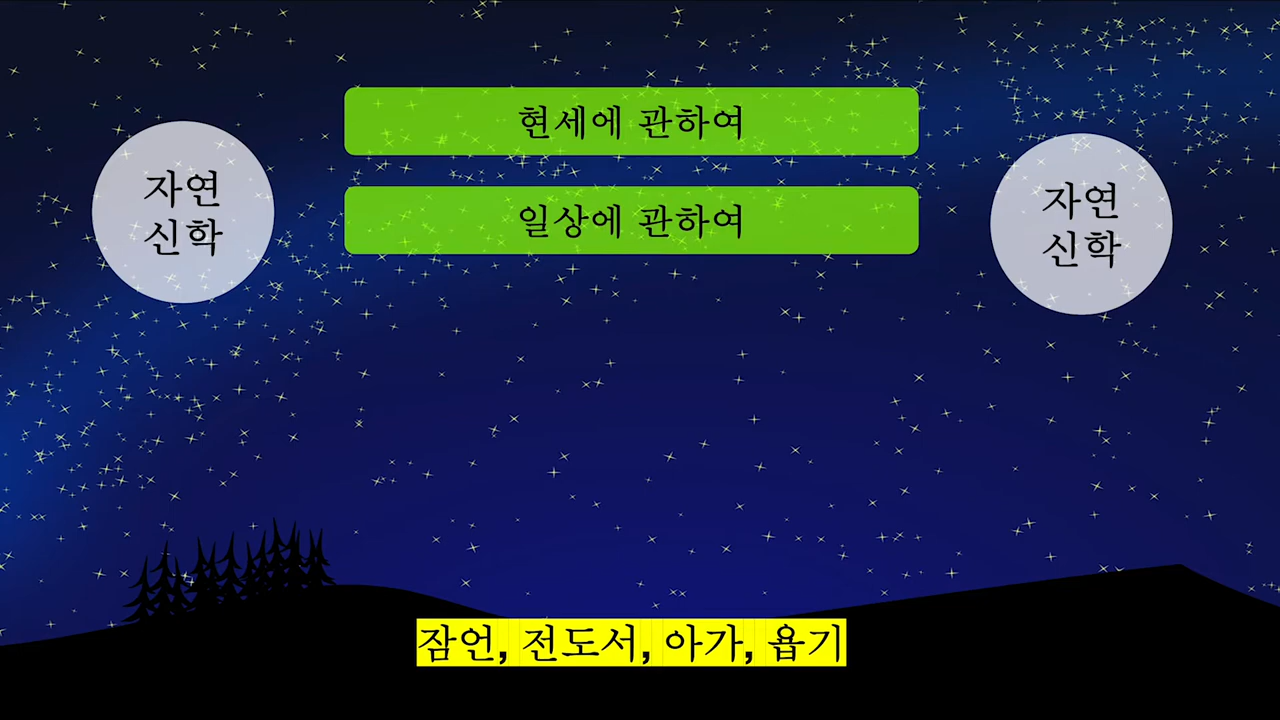 현세에 관하여
자연
신학
일상에 관하여
자연
신학
잠언, 전도서, 아가, 욥기